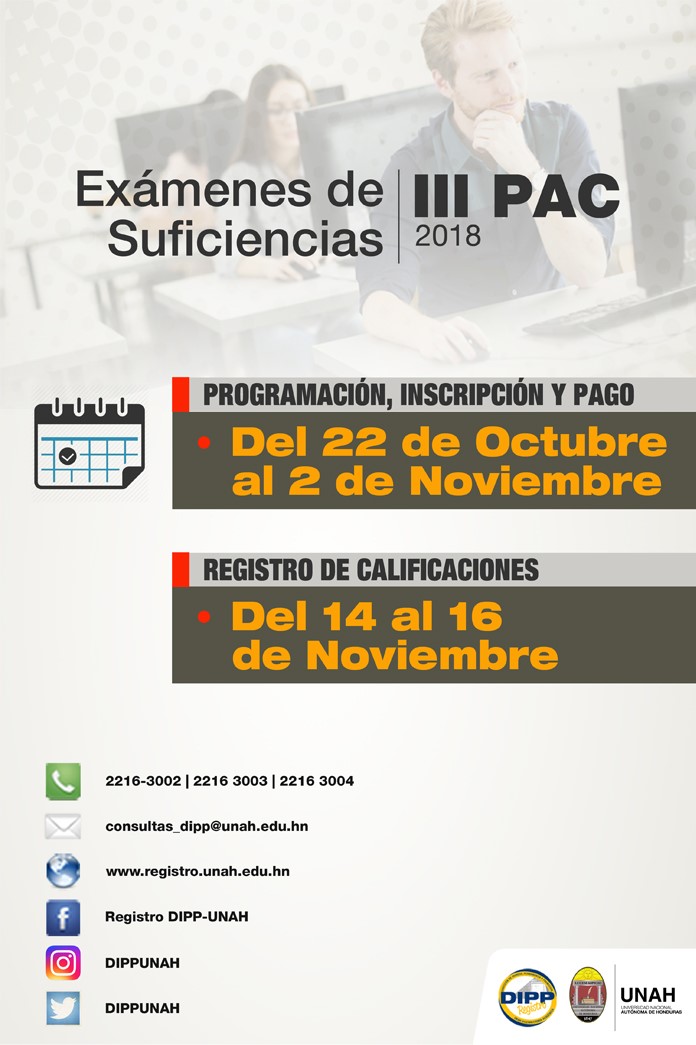 Exámenes de
Suficiencias
III PAC
2018
PROGRAMACIÓN, INSCRIPCIÓN Y PAGO
• Del 22 de Octubre
al 2 de Noviembre
REGISTRO DE CALIFICACIONES
• Del 14 al 16
de Noviembre
2216-3002 | 2216 3003 | 2216 3004
consultas_dipp@unah.edu.hn
www.registro.unah.edu.hn
Registro DIPP-UNAH
DIPPUNAH
DIPPUNAH
DIPP
Registro
UNAH
UNIVERSIDAD NACIONAL
AUTÓNOMA DE HONDURAS